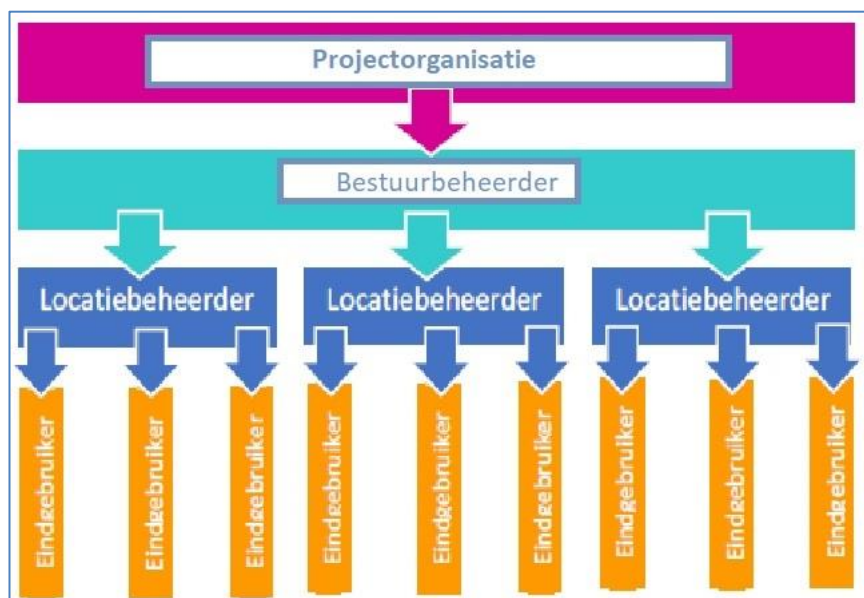 Projectorganisatie
Bestuurbeheerder
Locatiebeheerder
Locatiebeheerder
Locatiebeheerder
Eindgebruiker
Eindgebruiker
Eindgebruiker
Eindgebruiker
Eindgebruiker
Eindgebruiker
Eindgebruiker
Eindgebruiker
Eindgebruiker